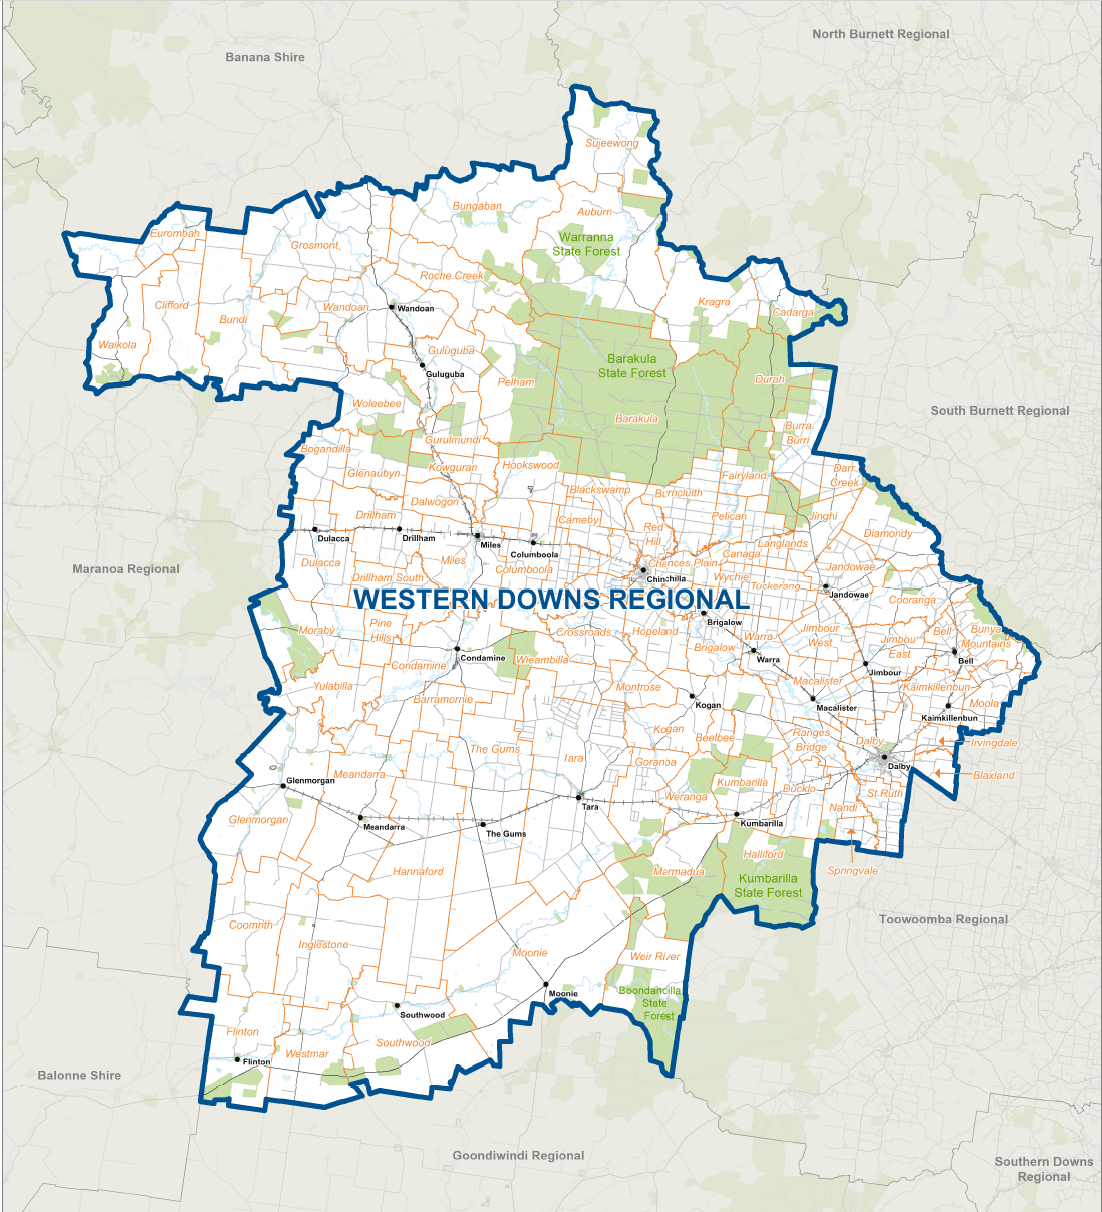 North Burnett Regional
Banana Shire
Sujeewong
Bungaban
Auburn
Eurombah
Grosmont
Warranna
State Forest
Roche Creek
Clifford
Wandoan
Wandoan
Bundi
Kragra
Cadarga
Waikola
Guluguba
Guluguba
Barakula
State Forest
Pelham
Durah
Woleebee
Barakula
South Burnett Regional
Burra
Burri
Gurulmundi
Bogandilla
Glenaubyn
Kowguran
Hookswood
Fairyland
Darr
Creek
Blackswamp
Burncluith
Dalwogon
Drillham
Cameby
Red
Hill
Pelican
Jinghi
Diamondy
Dulacca
Drillham
Miles
Columboola
Langlands
Canaga
Dulacca
Miles
Columboola
Chances Plain
Chinchilla
Wychie
Tuckerang
Jandowae
Jandowae
Maranoa Regional
Drillham South
WESTERN DOWNS REGIONAL
Cooranga
Moraby
Pine
Hills
Crossroads
Hopeland
Brigalow
Brigalow
Warra
Warra
Jimbour
West
Jimbour
East
Bell
Bell
Bunya
Mountains
Condamine
Condamine
Wieambilla
Jimbour
Yulabilla
Barramornie
Montrose
Kogan
Macalister
Macalister
Kaimkillenbun
Kaimkillenbun
Moola
Kogan
Beelbee
Ranges
Bridge
Dalby
Dalby
Irvingdale
Blaxland
The Gums
Tara
Goranba
Glenmorgan
Meandarra
Kumbarilla
Ducklo
St Ruth
Weranga
Tara
Nandi
Glenmorgan
Meandarra
The Gums
Kumbarilla
Halliford
Springvale
Hannaford
Marmadua
Kumbarilla
State Forest
Coomrith
Inglestone
Toowoomba Regional
Moonie
Weir River
Moonie
Boondandilla
State
Forest
Southwood
Flinton
Westmar
Southwood
Flinton
Balonne Shire
Goondiwindi Regional
Southern Downs
Regional